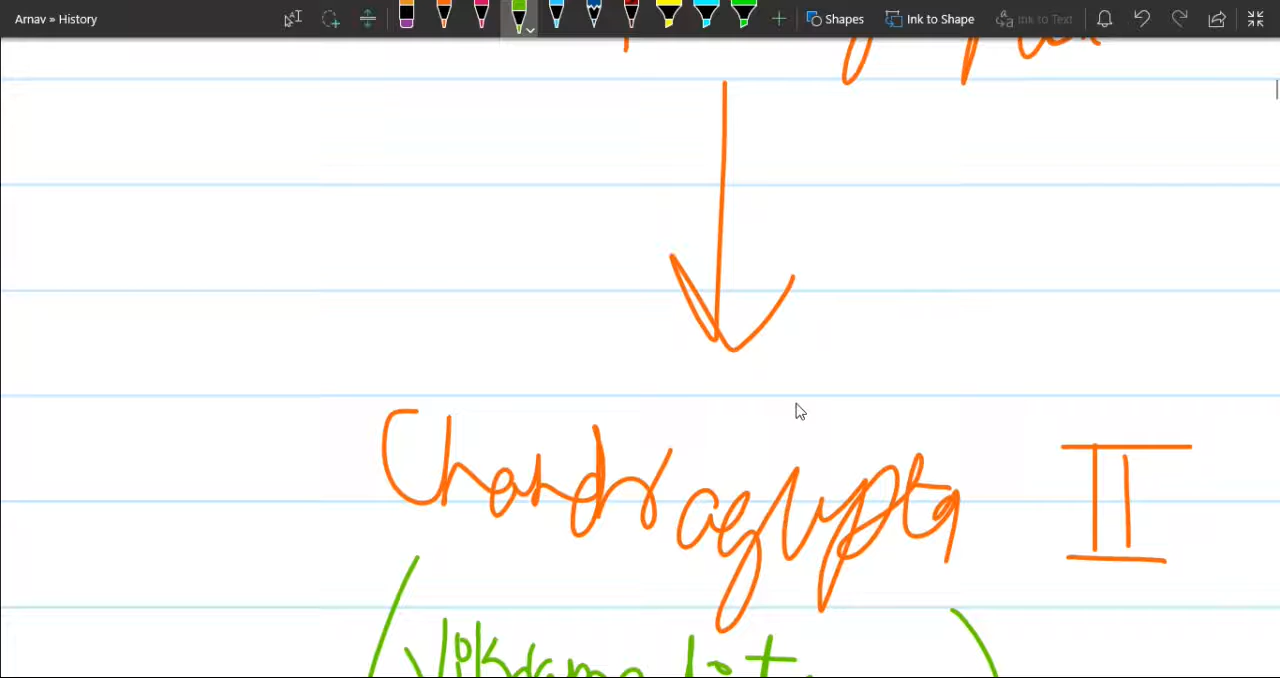 Arnav » History
Shapes
Ink to Shape
Ink to Text
Chandragupta II